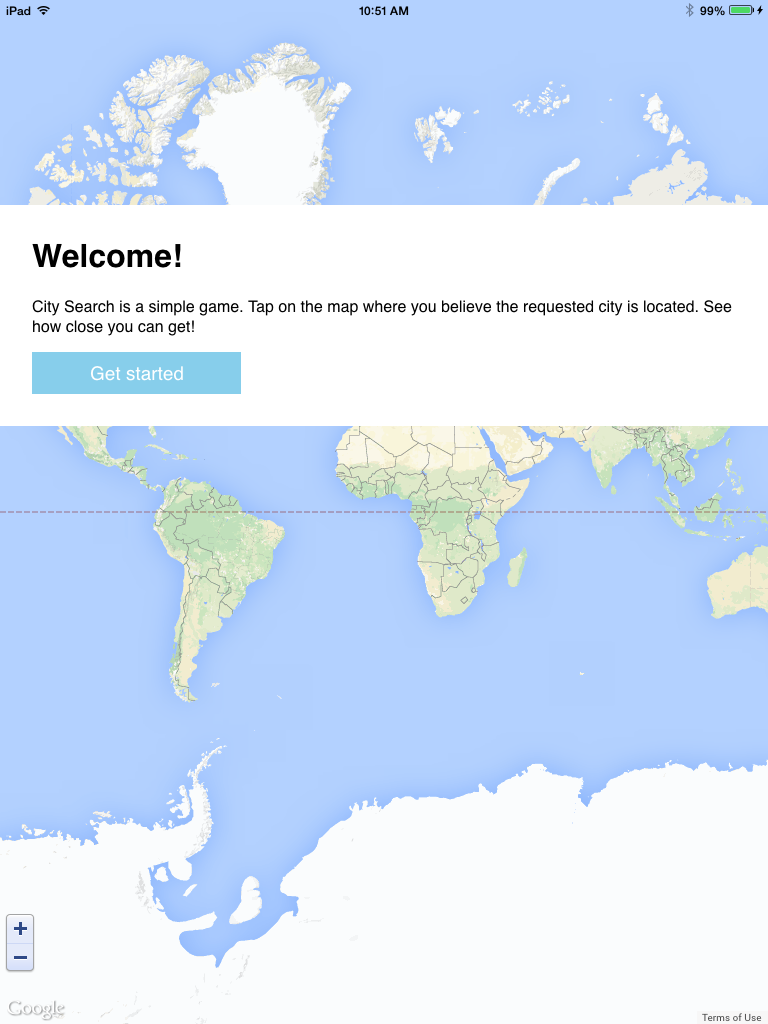 iPad 10:51 AM 99%
Welcome!
City Search is a simple game. Tap on the map where you believe the requested city is located. See
how close you can get!
Get started
+
−
Google
Terms of Use